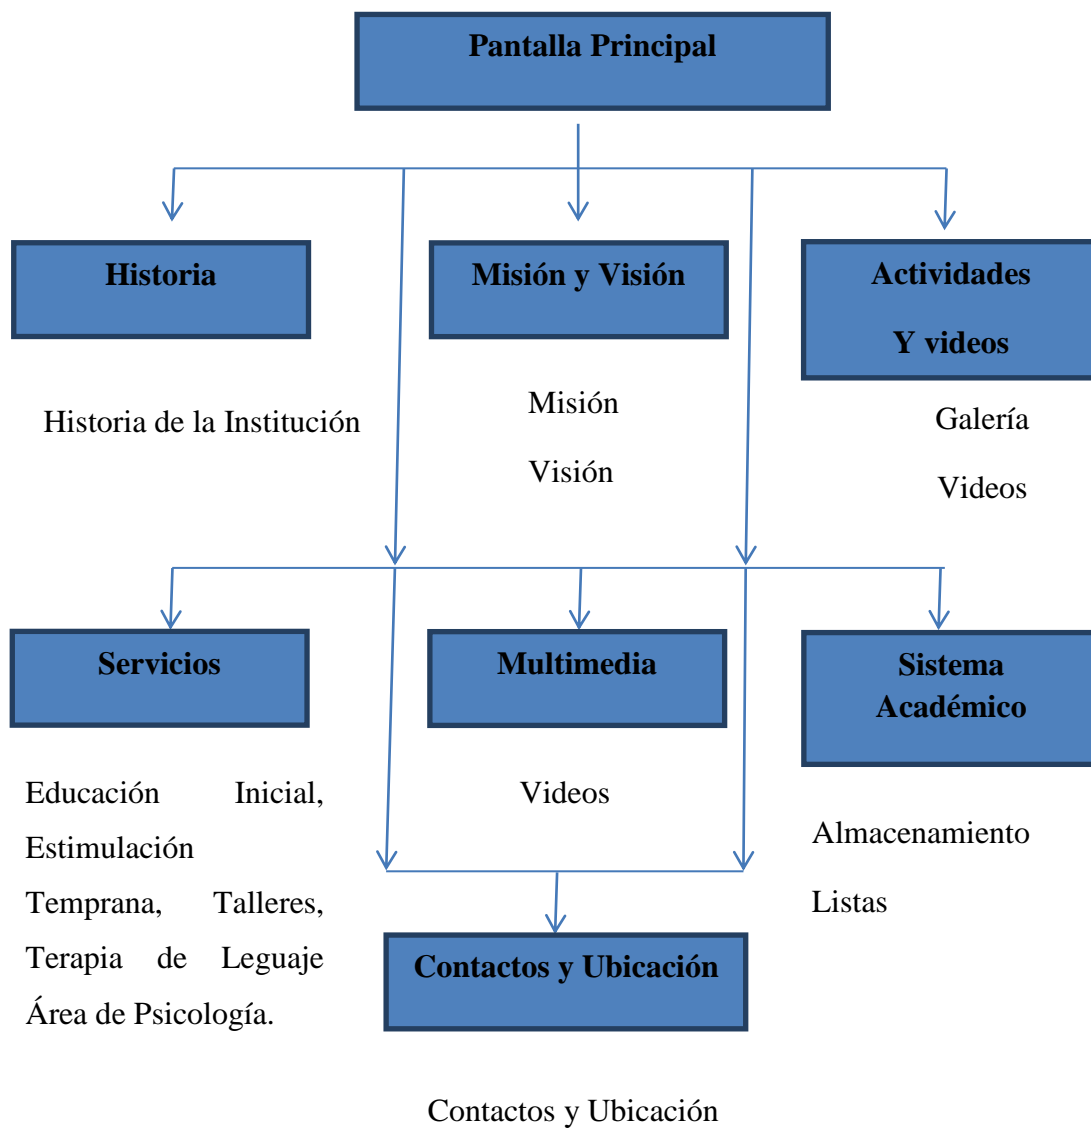 Pantalla Principal
Historia
Misión y Visión
Actividades
Y videos
Historia de la Institución
Misión
Visión
Galería
Videos
Servicios
Multimedia
Sistema
Académico
Educación Inicial,
Estimulación
Temprana, Talleres,
Terapia de Leguaje
Área de Psicología.
Videos
Almacenamiento
Listas
Contactos y Ubicación
Contactos y Ubicación